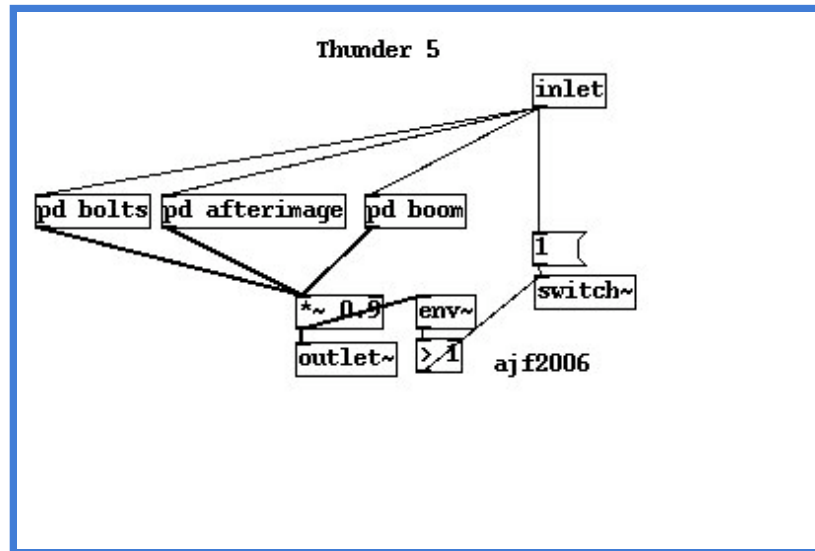 Thunder 5
inlet
pd bolts
pd afterimage
pd boom
1
switch~
*~ 0.9
env~
outlet~
> 1
ajf2006